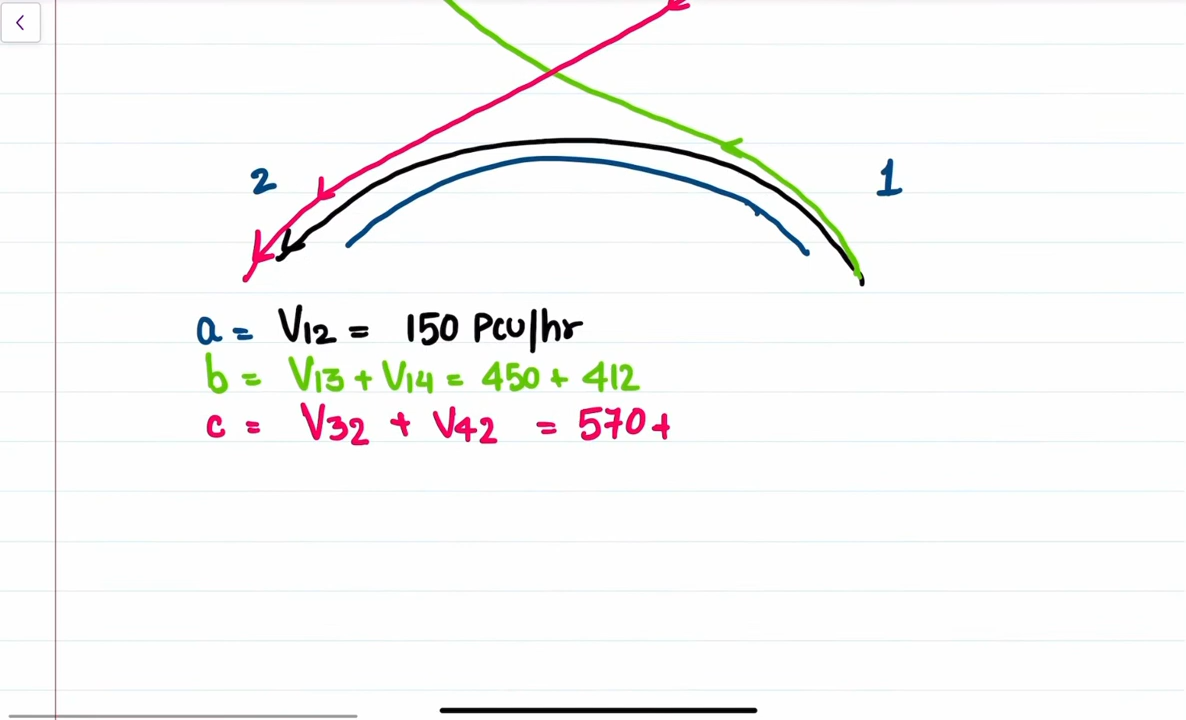 2 1
a = V12 = 150 Pcu/hr
b = V13 + V14 = 450 + 412
c = V32 + V42 = 570 +